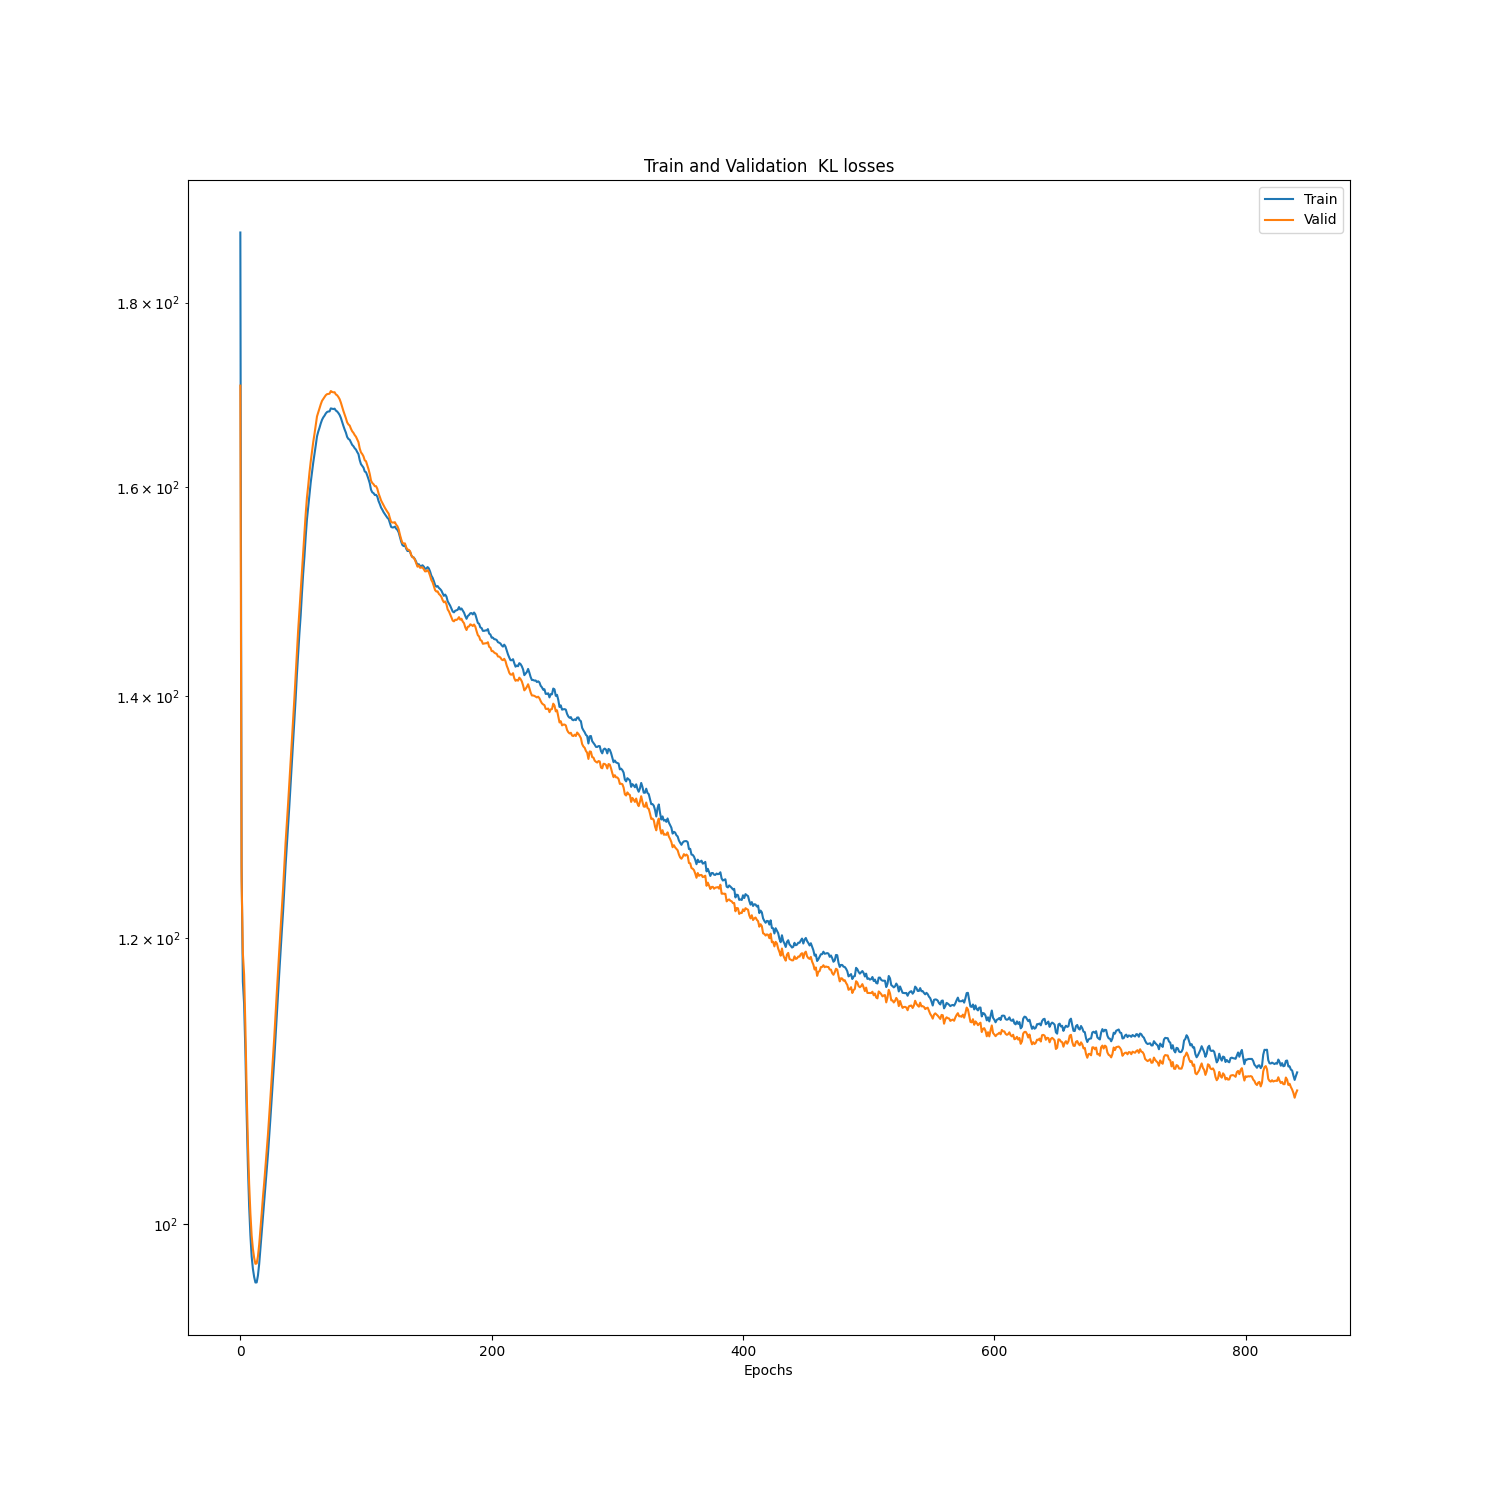 Train and Validation  KL losses
Train
Valid
1.8 × 10²
1.6 × 10²
1.4 × 10²
1.2 × 10²
10²
0 200 400 600 800
Epochs